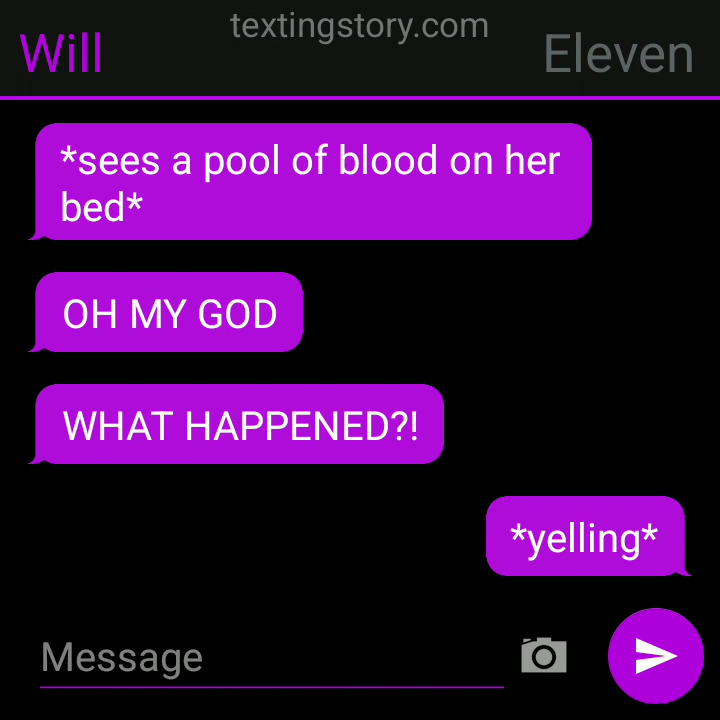 textingstory.com
Will
Eleven
*sees a pool of blood on her
bed*
OH MY GOD
WHAT HAPPENED?!
*yelling*
Message